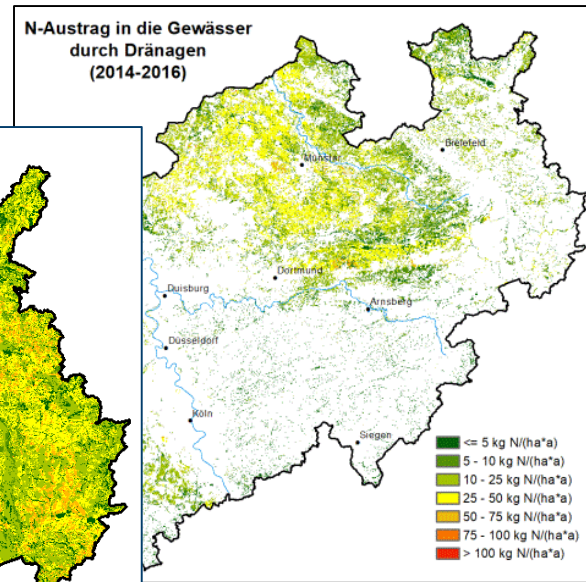 N-Austrag in die Gewässer
durch Dränagen
(2014-2016)
Münster
Bielefeld
Dortmund
Duisburg
Arnsberg
Düsseldorf
Köln
Siegen
<= 5 kg N/(ha*a)
5 - 10 kg N/(ha*a)
10 - 25 kg N/(ha*a)
25 - 50 kg N/(ha*a)
50 - 75 kg N/(ha*a)
75 - 100 kg N/(ha*a)
> 100 kg N/(ha*a)